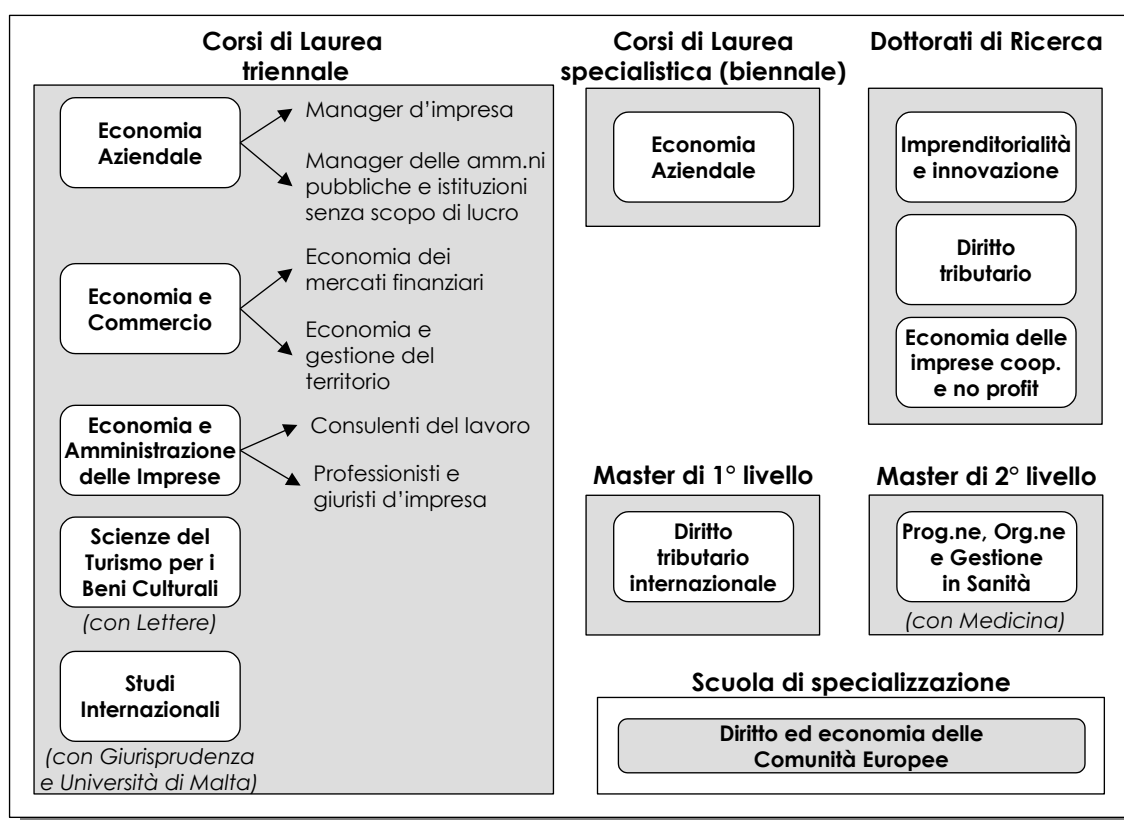 Corsi di Laurea
triennale
Economia
Aziendale
Manager d’impresa
Manager delle amm.ni
pubbliche e istituzioni
senza scopo di lucro
Economia e
Commercio
Economia dei
mercati finanziari
Economia e
gestione del
territorio
Economia e
Amministrazione
delle Imprese
Consulenti del lavoro
Professionisti e
giuristi d’impresa
Scienze del
Turismo per i
Beni Culturali
(con Lettere)
Studi
Internazionali
(con Giurisprudenza
e Università di Malta)
Corsi di Laurea
specialistica (biennale)
Economia
Aziendale
Dottorati di Ricerca
Imprenditorialità
e innovazione
Diritto
tributario
Economia delle
imprese coop.
e no profit
Master di 1° livello
Diritto
tributario
internazionale
Master di 2° livello
Prog.ne, Org.ne
e Gestione
in Sanità
(con Medicina)
Scuola di specializzazione
Diritto ed economia delle
Comunità Europee